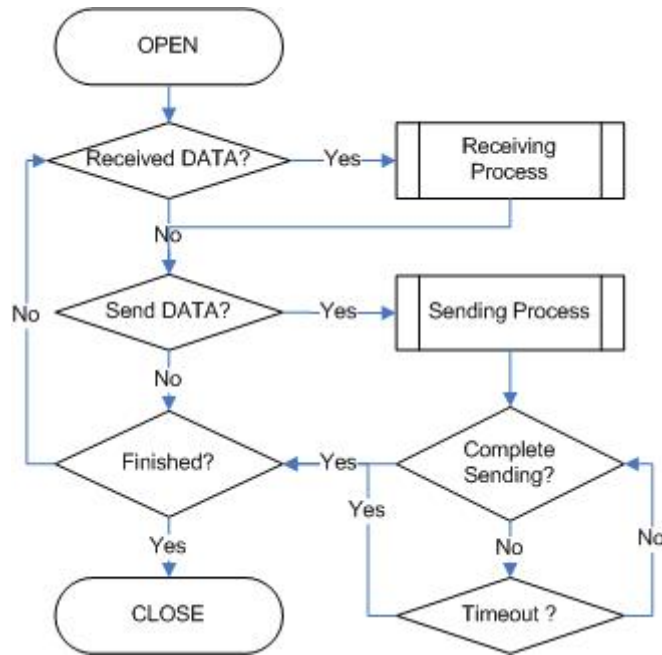 OPEN
Received DATA?
Yes
Receiving
Process
No
Send DATA?
Yes
Sending Process
No
No
Finished?
Yes
Complete
Sending?
Yes
No
No
Yes
CLOSE
Timeout ?